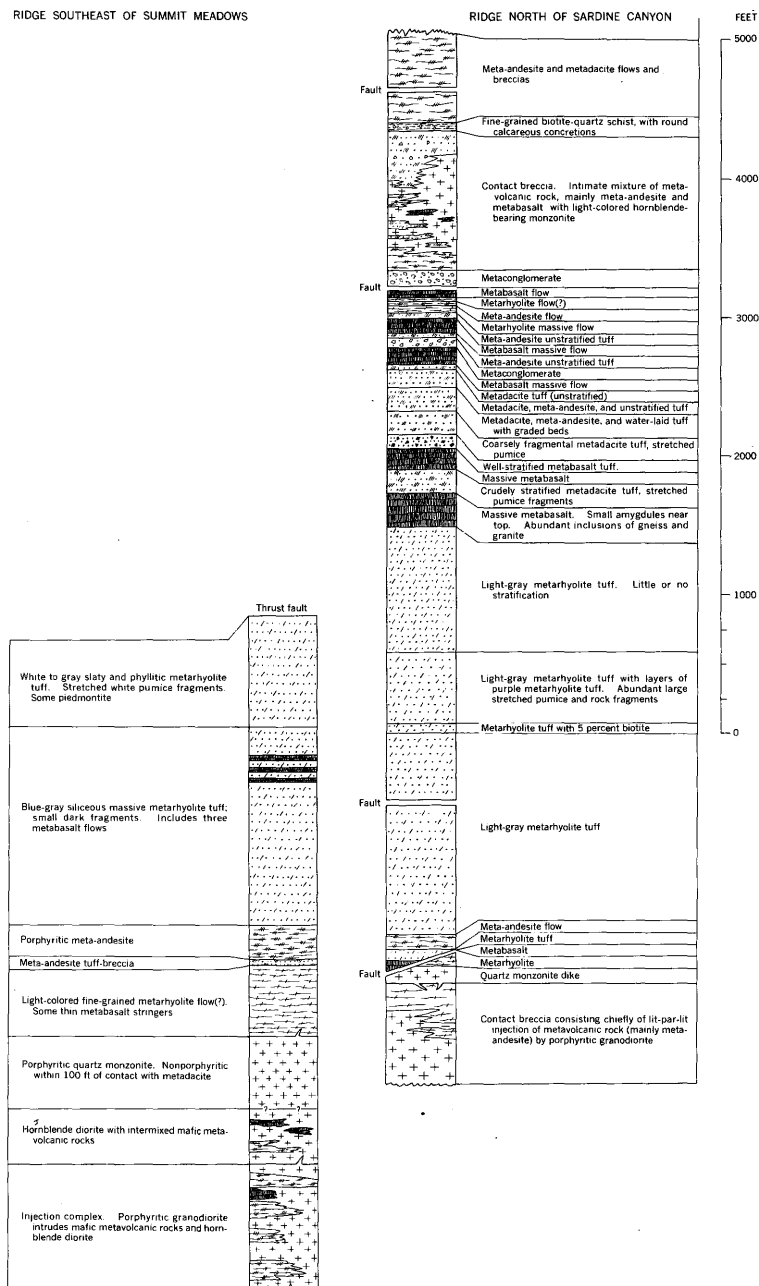 RIDGE SOUTHEAST OF SUMMIT MEADOWS
Thrust fault
White to gray slaty and phyllitic metarhyolite
tuff. Stretched white pumice fragments.
Some piedmontite
Blue-gray siliceous massive metarhyolite tuff;
small dark fragments. Includes three
metabasalt flows
Porphyritic meta-andesite
Meta-andesite tuff-breccia
Light-colored fine-grained metarhyolite flow(?).
Some thin metabasalt stringers
Porphyritic quartz monzonite. Nonporphyritic
within 100 ft of contact with metadacite
? ?
Hornblende diorite with intermixed mafic meta-
volcanic rocks
Injection complex. Porphyritic granodiorite
intrudes mafic metavolcanic rocks and horn-
blende diorite
RIDGE NORTH OF SARDINE CANYON
FEET
5000
4000
3000
2000
1000
0
Meta-andesite and metadacite flows and
breccias
Fault
Fine-grained biotite-quartz schist, with round
calcareous concretions
Contact breccia. Intimate mixture of meta-
volcanic rock, mainly meta-andesite and
metabasalt with light-colored hornblende-
bearing monzonite
Metaconglomerate
Fault
Metabasalt flow
Metarhyolite flow(?)
Meta-andesite flow
Metarhyolite massive flow
Meta-andesite unstratified tuff
Metabasalt massive flow
Meta-andesite unstratified tuff
Metaconglomerate
Metabasalt massive flow
Metadacite tuff (unstratified)
Metadacite, meta-andesite, and unstratified tuff
Metadacite, meta-andesite, and water-laid tuff
with graded beds
Coarsely fragmental metadacite tuff, stretched
pumice
Well-stratified metabasalt tuff.
Massive metabasalt
Crudely stratified metadacite tuff, stretched
pumice fragments
Massive metabasalt. Small amygdules near
top. Abundant inclusions of gneiss and
granite
Light-gray metarhyolite tuff. Little or no
stratification
Light-gray metarhyolite tuff with layers of
purple metarhyolite tuff. Abundant large
stretched pumice and rock fragments
Metarhyolite tuff with 5 percent biotite
Fault
Light-gray metarhyolite tuff
Meta-andesite flow
Metarhyolite tuff
Metabasalt
Metarhyolite
Fault
Quartz monzonite dike
Contact breccia consisting chiefly of lit-par-lit
injection of metavolcanic rock (mainly meta-
andesite) by porphyritic granodiorite